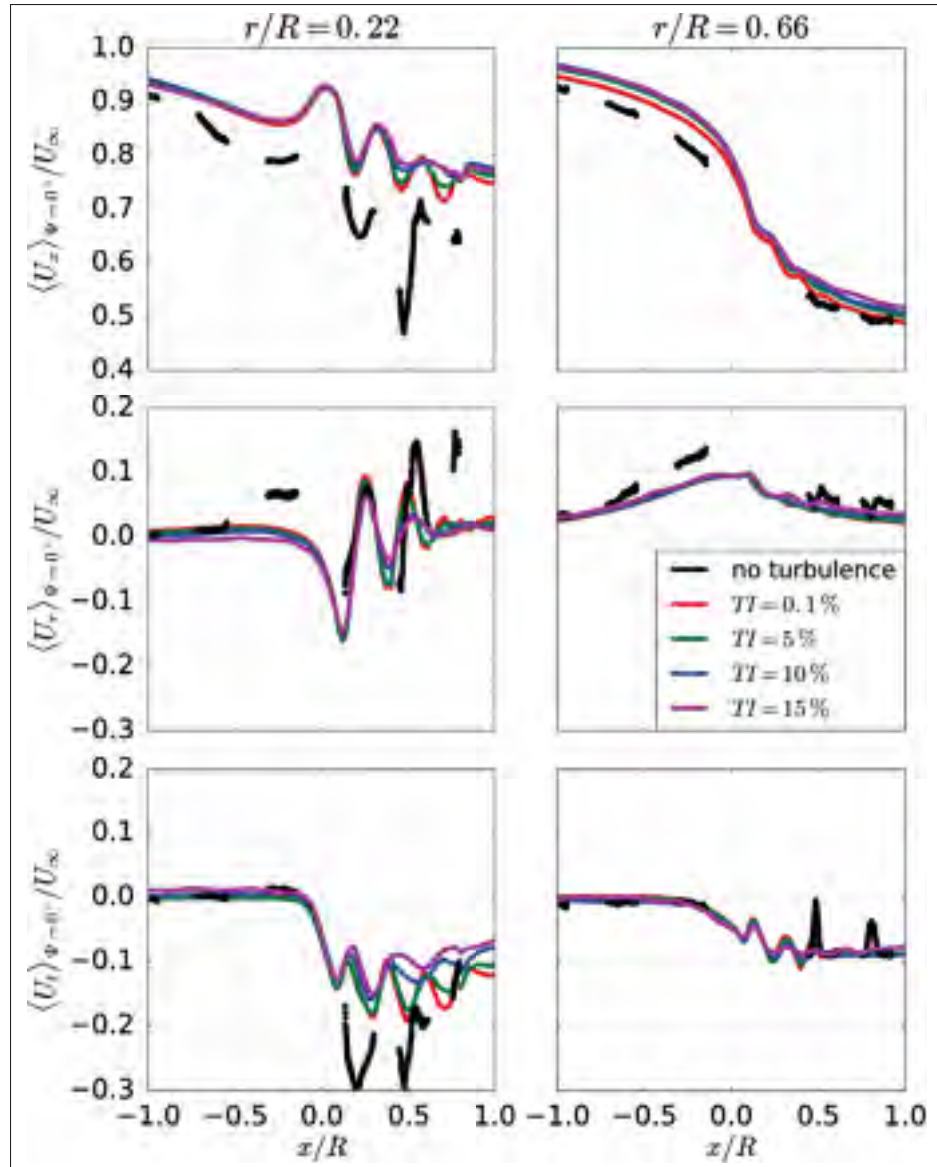 r/R = 0.22
r/R = 0.66
⟨U_x⟩_{Ψ=0°}/U_∞
1.0
0.9
0.8
0.7
0.6
0.5
0.4
⟨U_r⟩_{Ψ=0°}/U_∞
0.2
0.1
0.0
−0.1
−0.2
−0.3
no turbulence
TI = 0.1 %
TI = 5 %
TI = 10 %
TI = 15 %
⟨U_t⟩_{Ψ=0°}/U_∞
0.2
0.1
0.0
−0.1
−0.2
−0.3
−1.0 −0.5 0.0 0.5 1.0
−1.0 −0.5 0.0 0.5 1.0
x/R
x/R